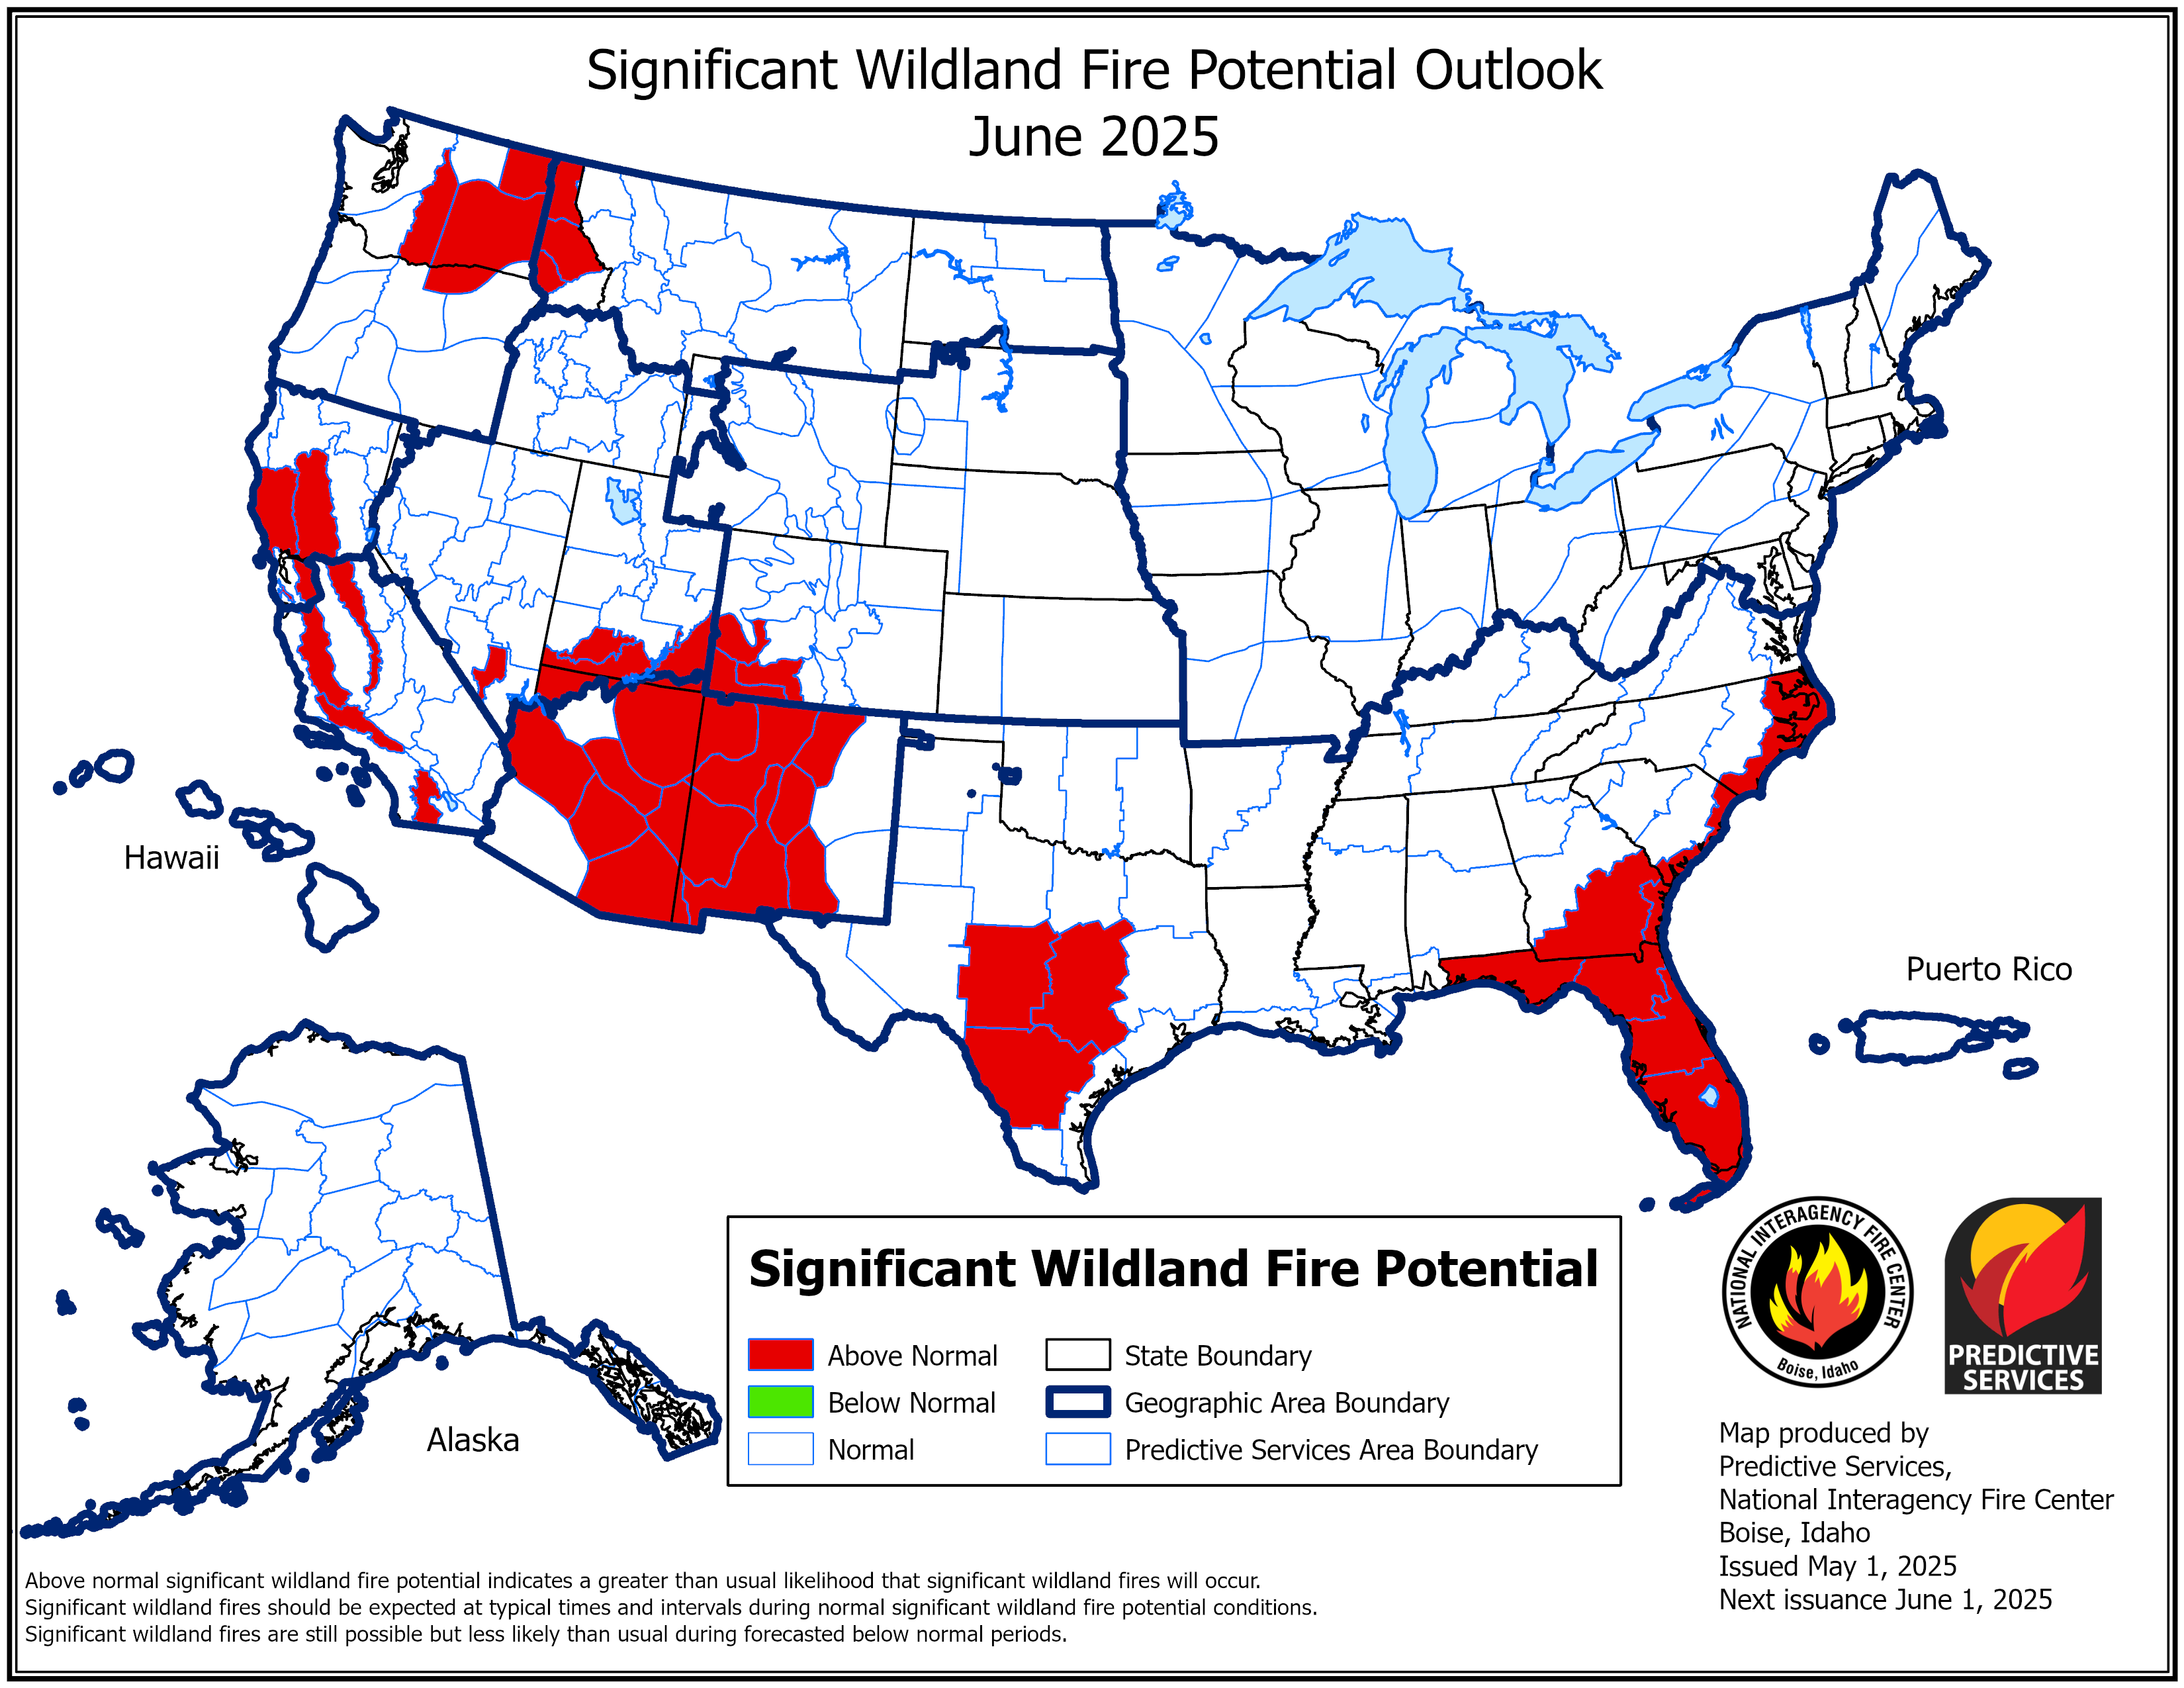 Significant Wildland Fire Potential Outlook
June 2025
Hawaii
Puerto Rico
Alaska
Significant Wildland Fire Potential
Above Normal
State Boundary
Below Normal
Geographic Area Boundary
Normal
Predictive Services Area Boundary
NATIONAL INTERAGENCY FIRE CENTER
Boise, Idaho
PREDICTIVE
SERVICES
Map produced by
Predictive Services,
National Interagency Fire Center
Boise, Idaho
Issued May 1, 2025
Next issuance June 1, 2025
Above normal significant wildland fire potential indicates a greater than usual likelihood that significant wildland fires will occur.
Significant wildland fires should be expected at typical times and intervals during normal significant wildland fire potential conditions.
Significant wildland fires are still possible but less likely than usual during forecasted below normal periods.